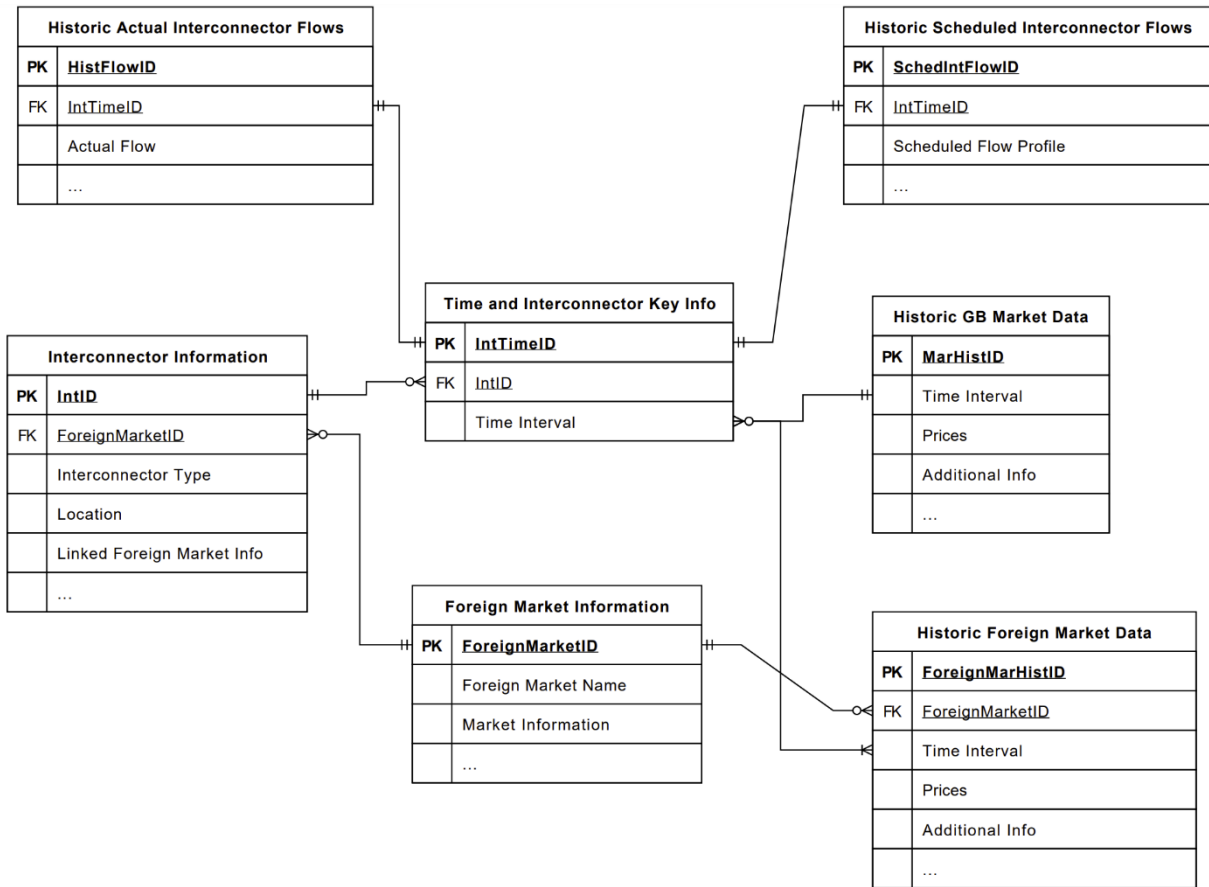 Historic Actual Interconnector Flows
PK HistFlowID
FK IntTimeID
Actual Flow
...
Historic Scheduled Interconnector Flows
PK SchedIntFlowID
FK IntTimeID
Scheduled Flow Profile
...
Time and Interconnector Key Info
PK IntTimeID
FK IntID
Time Interval
Interconnector Information
PK IntID
FK ForeignMarketID
Interconnector Type
Location
Linked Foreign Market Info
...
Historic GB Market Data
PK MarHistID
Time Interval
Prices
Additional Info
...
Foreign Market Information
PK ForeignMarketID
Foreign Market Name
Market Information
...
Historic Foreign Market Data
PK ForeignMarHistID
FK ForeignMarketID
Time Interval
Prices
Additional Info
...